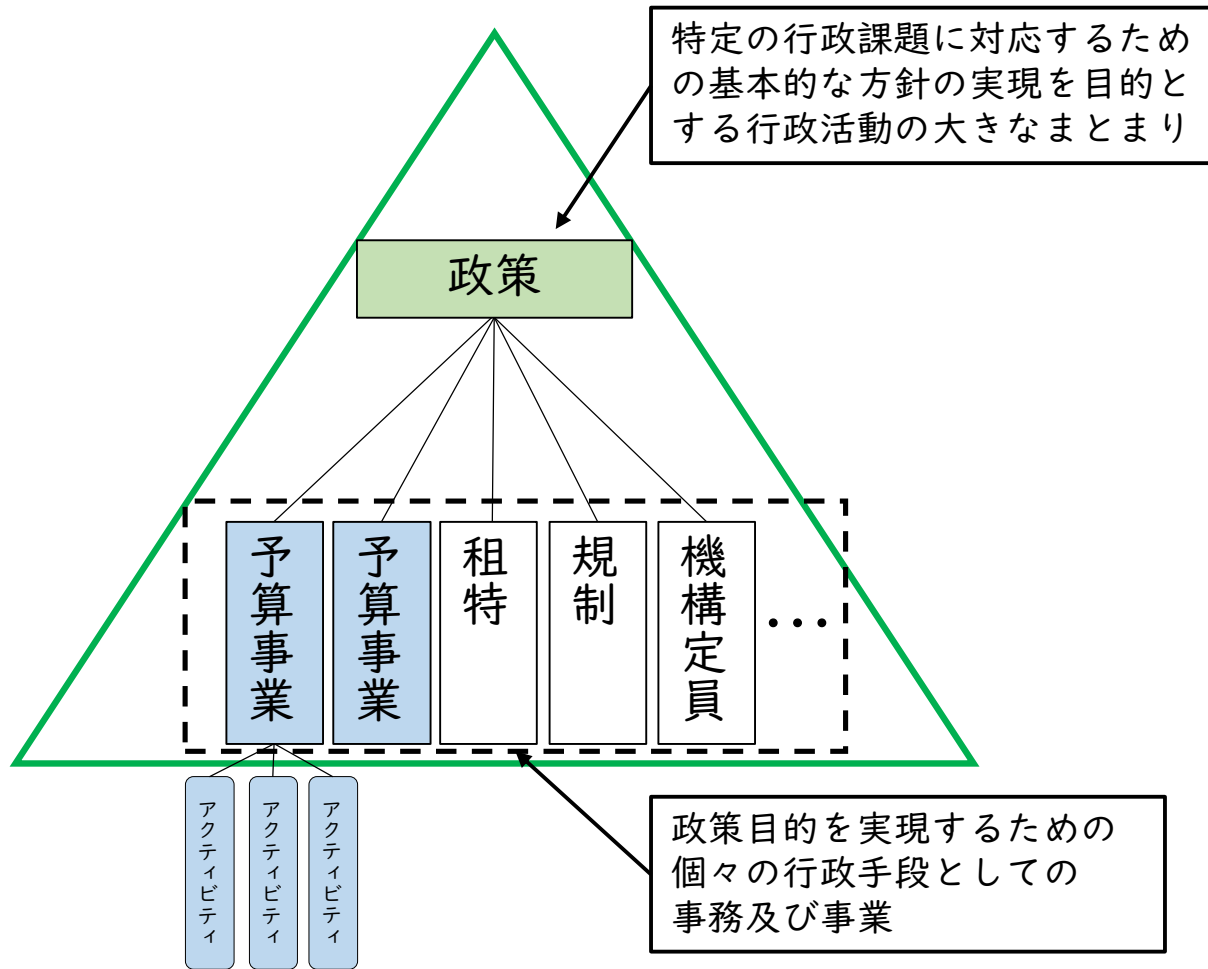 特定の行政課題に対応するため
の基本的な方針の実現を目的と
する行政活動の大きなまとまり
政策
予算事業
予算事業
租特
規制
機構定員
・・・
アクティビティ
アクティビティ
アクティビティ
政策目的を実現するための
個々の行政手段としての
事務及び事業